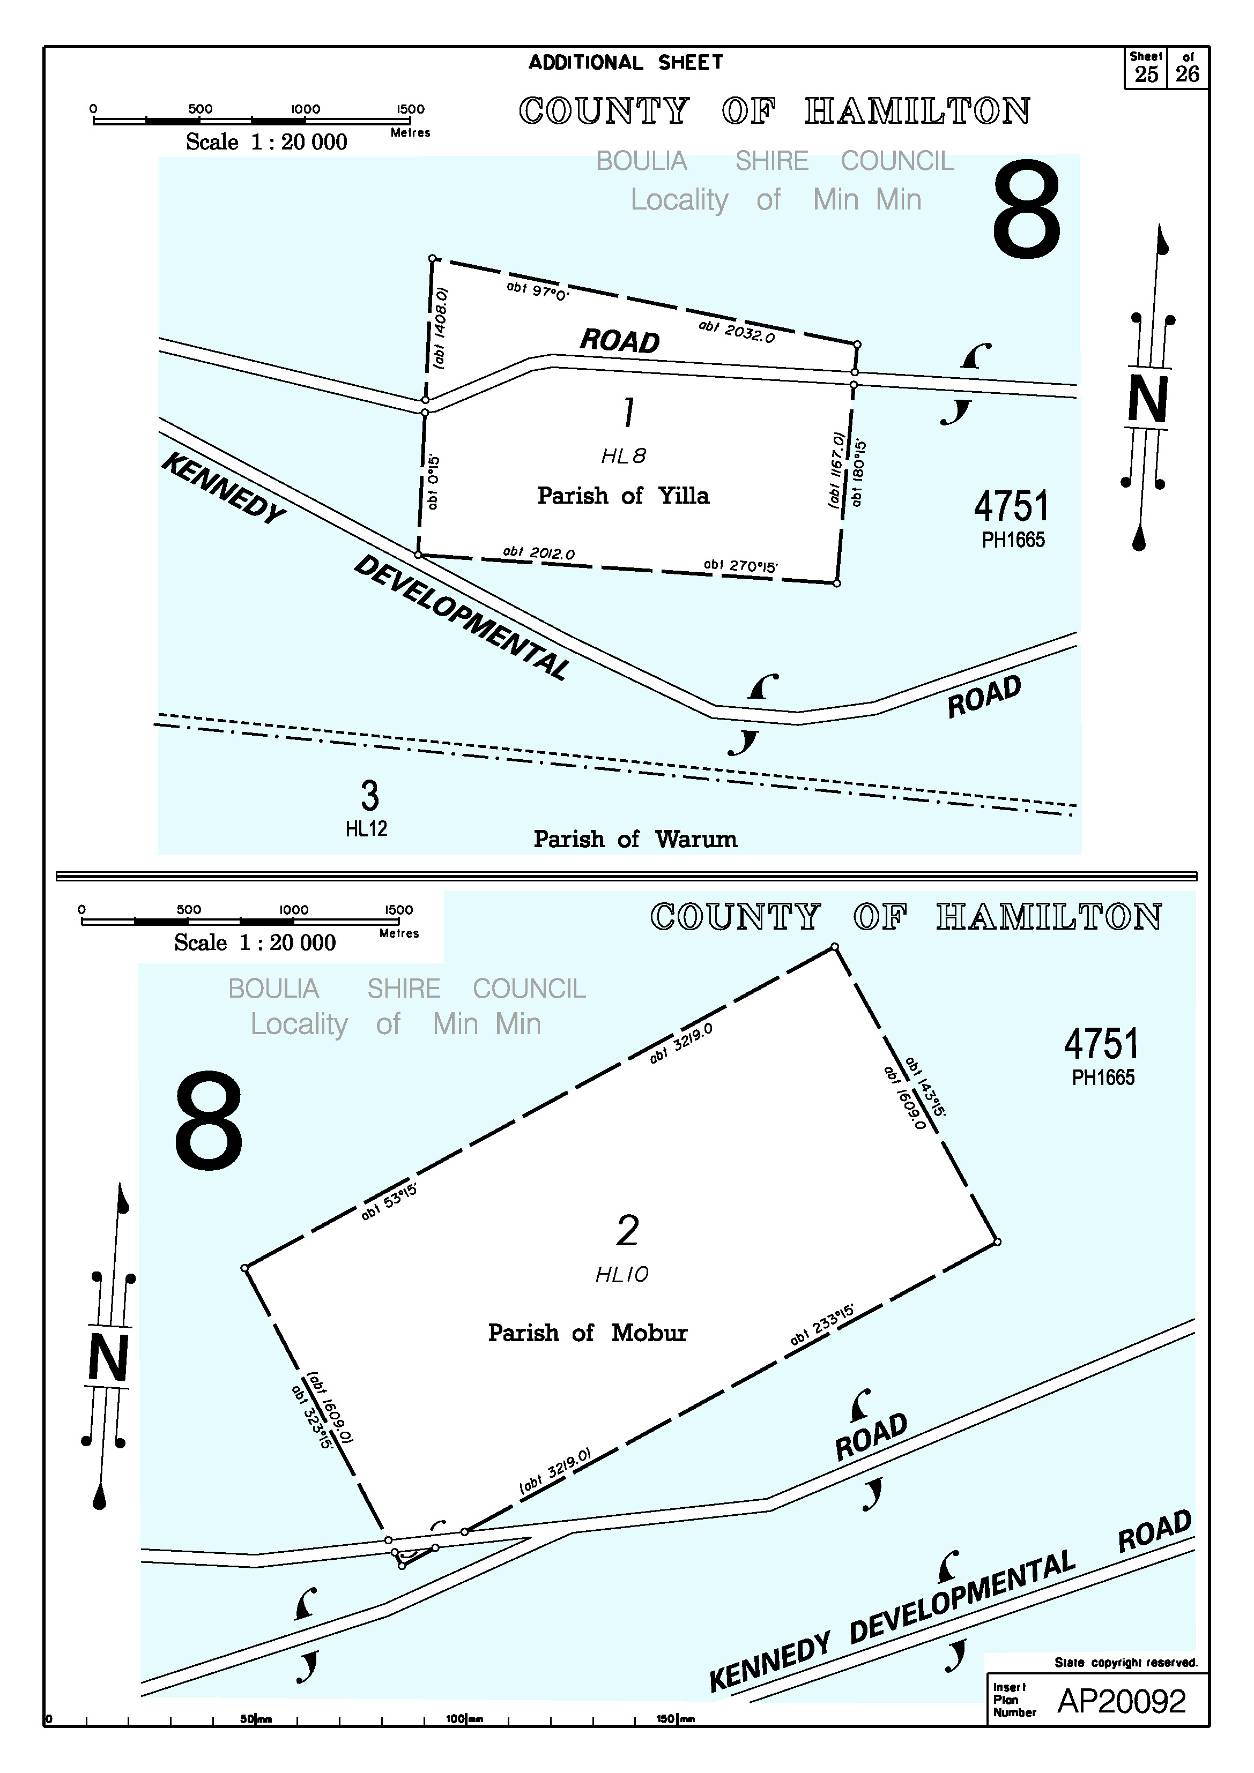 ADDITIONAL SHEET
Sheet of
25 26
COUNTY OF HAMILTON
0 500 1000 1500
Metres
Scale 1 : 20 000
BOULIA SHIRE COUNCIL
Locality of Min Min
8
abt 97°0'
abt 2032.0
(abt 1408.0)
ROAD
1
HL8
Parish of Yilla
abt 0°15'
(abt 1167.0)
abt 180°15'
N
4751
PH1665
abt 2012.0
abt 270°15'
KENNEDY
DEVELOPMENTAL
ROAD
3
HL12
Parish of Warum
0 500 1000 1500
Metres
Scale 1 : 20 000
COUNTY OF HAMILTON
BOULIA SHIRE COUNCIL
Locality of Min Min
8
abt 3219.0
abt 53°15'
abt 143°15'
abt 1609.0
4751
PH1665
2
HL10
Parish of Mobur
N
abt 233°15'
(abt 1609.0)
abt 323°15'
(abt 3219.0)
ROAD
KENNEDY DEVELOPMENTAL ROAD
State copyright reserved.
Insert
Plan
Number
AP20092
0 50mm 100mm 150mm